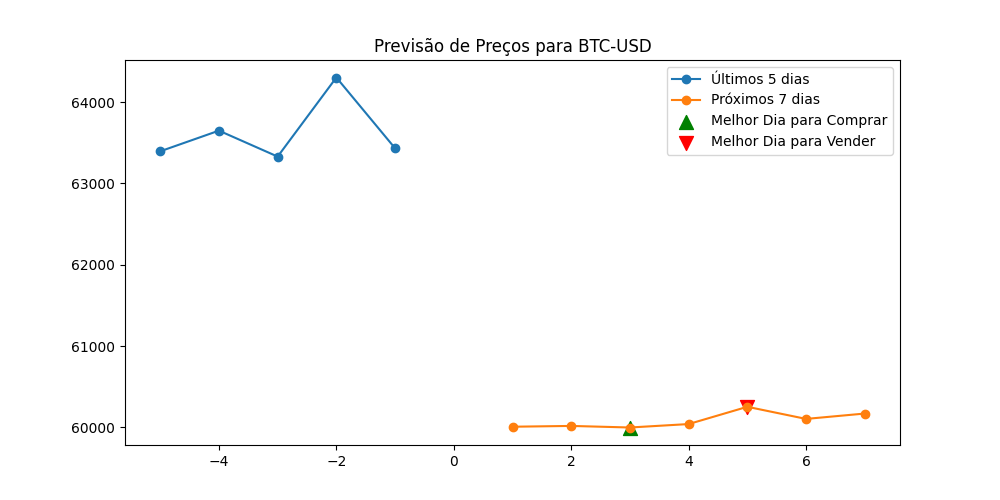 Previsão de Preços para BTC-USD
Últimos 5 dias
Próximos 7 dias
Melhor Dia para Comprar
Melhor Dia para Vender
64000
63000
62000
61000
60000
−4 −2 0 2 4 6